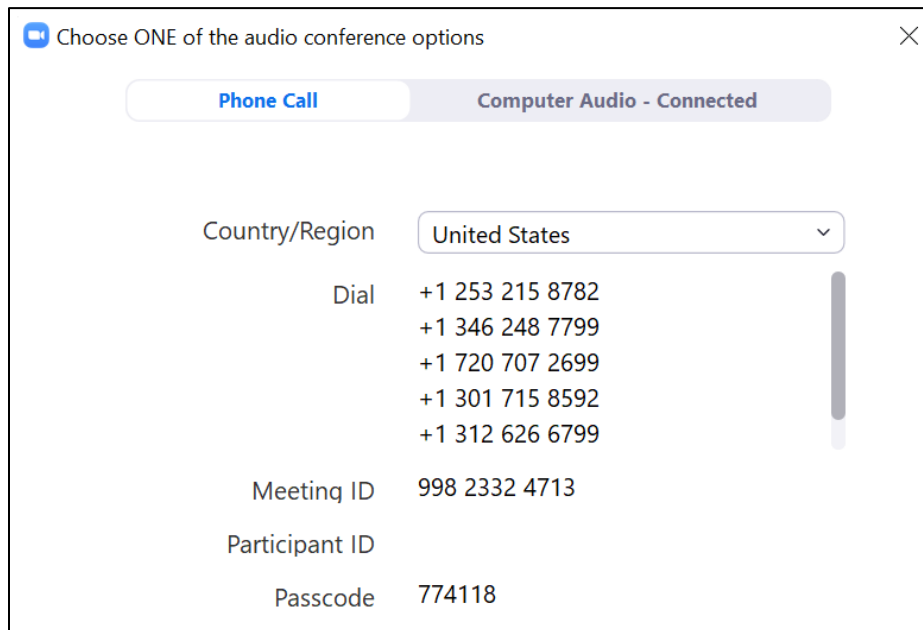 Choose ONE of the audio conference options
Phone Call Computer Audio - Connected
Country/Region United States
Dial +1 253 215 8782
+1 346 248 7799
+1 720 707 2699
+1 301 715 8592
+1 312 626 6799
Meeting ID 998 2332 4713
Participant ID
Passcode 774118